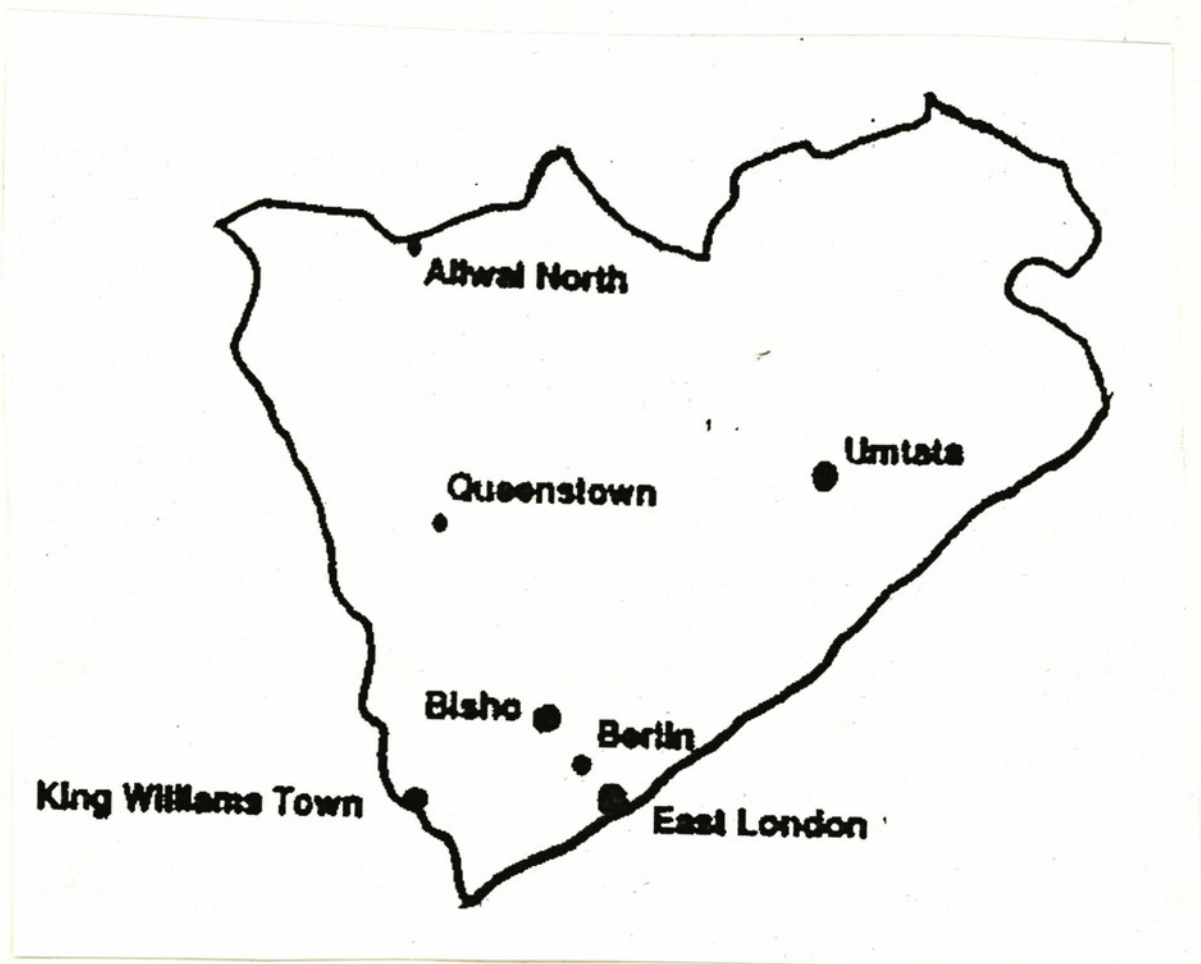 Aliwal North
Umtata
Queenstown
Bisho
Berlin
King Williams Town
East London